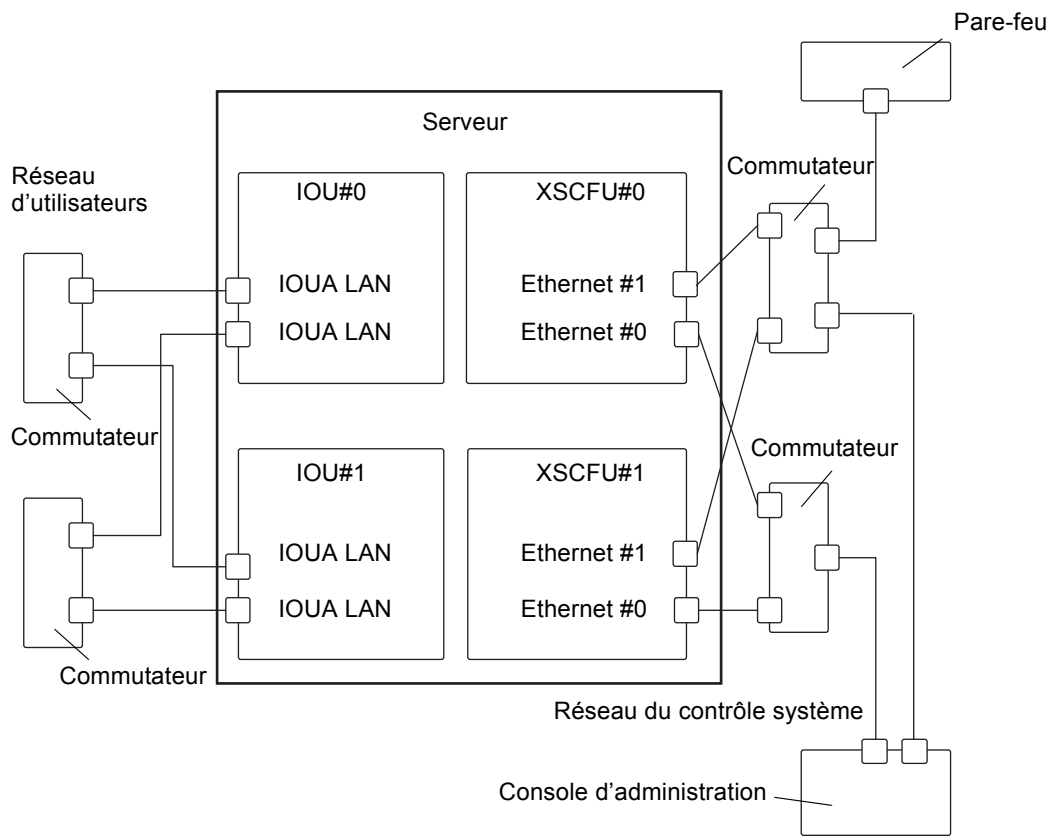 Pare-feu
Serveur
Commutateur
Réseau
d’utilisateurs
IOU#0
XSCFU#0
IOUA LAN
Ethernet #1
IOUA LAN
Ethernet #0
Commutateur
Commutateur
IOU#1
XSCFU#1
IOUA LAN
Ethernet #1
IOUA LAN
Ethernet #0
Commutateur
Réseau du contrôle système
Console d’administration